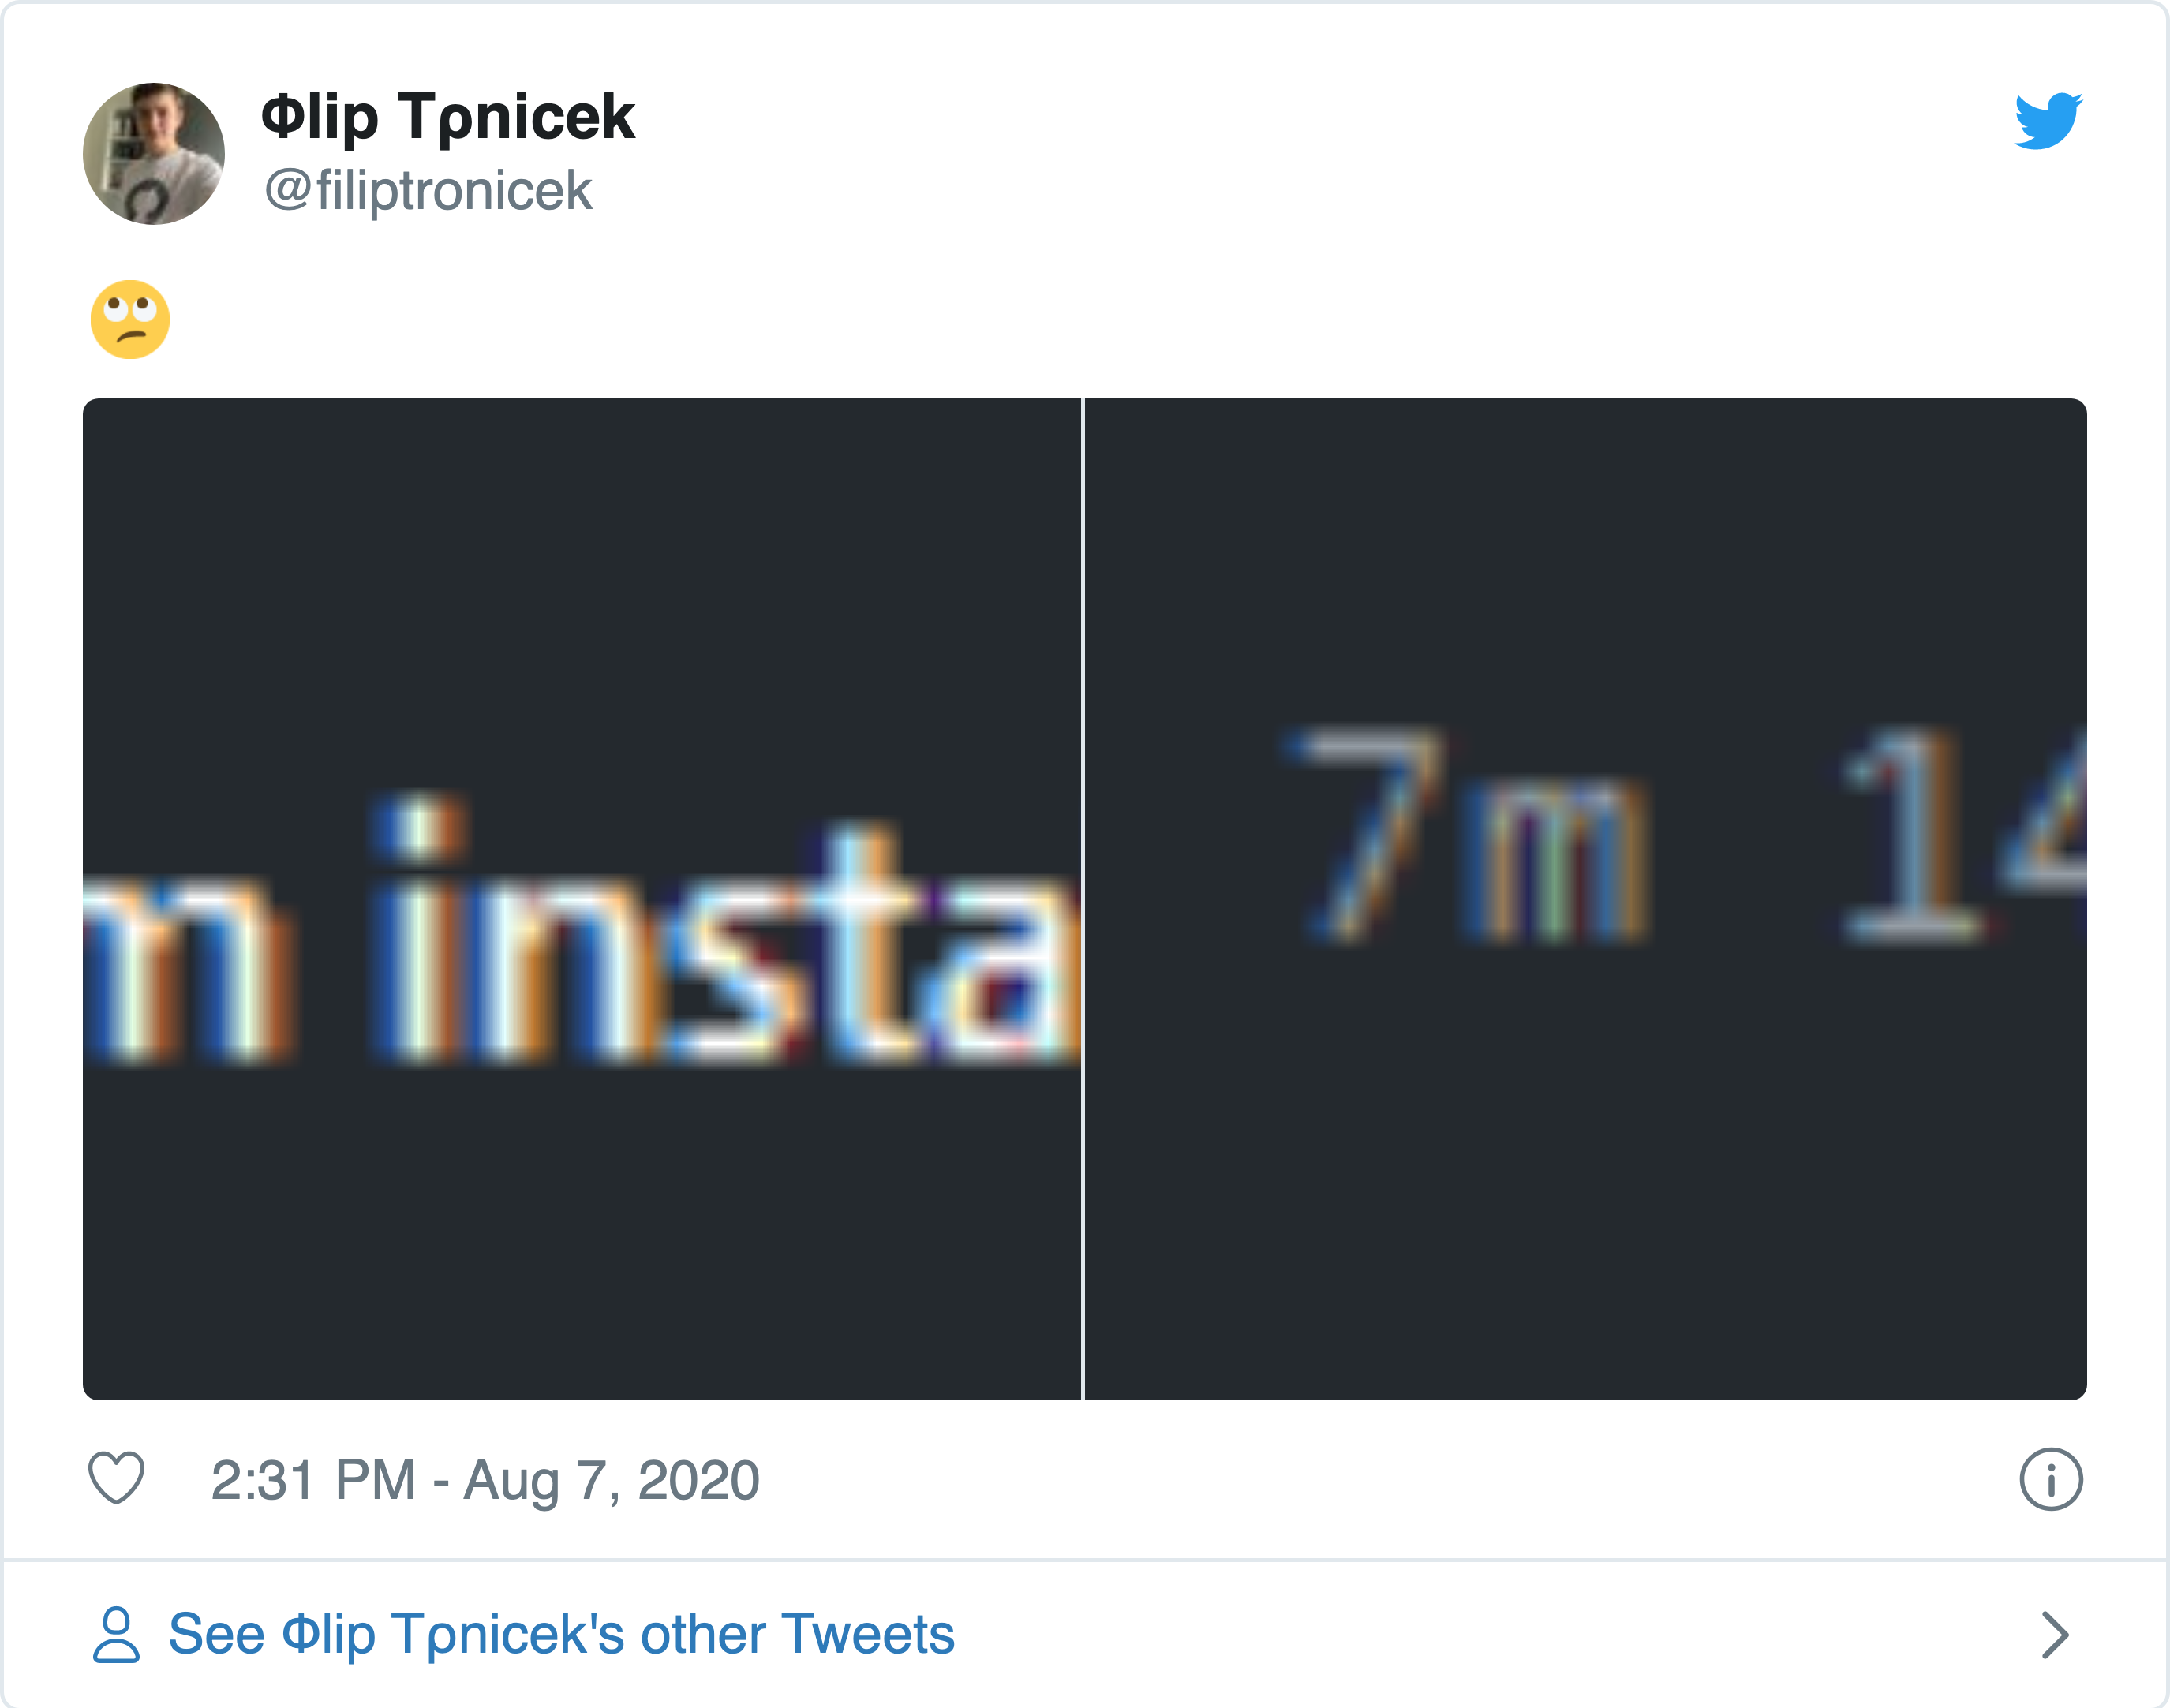 Φlip Tρnicek
@filiptronicek
🙄
m insta
7m 14
2:31 PM - Aug 7, 2020
See Φlip Tρnicek's other Tweets